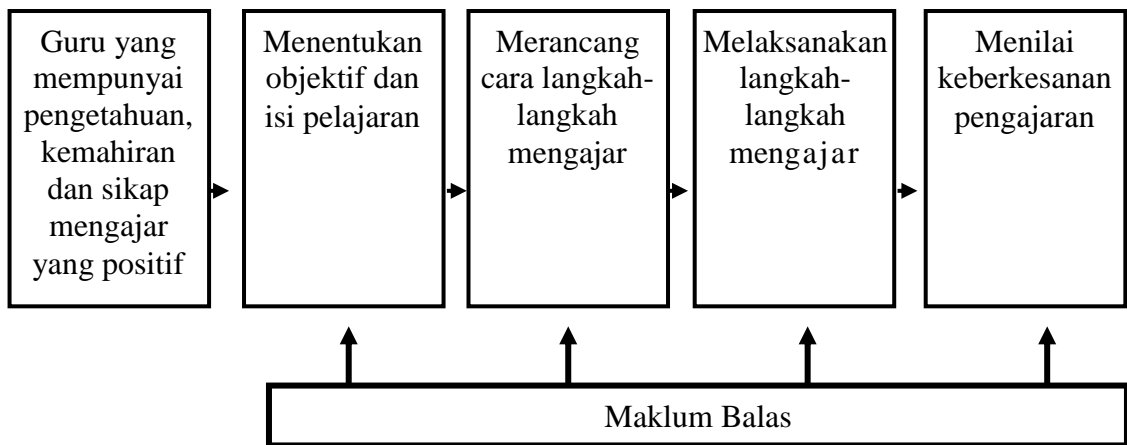 Guru yang
mempunyai
pengetahuan,
kemahiran
dan sikap
mengajar
yang positif
Menentukan
objektif dan
isi pelajaran
Merancang
cara langkah-
langkah
mengajar
Melaksanakan
langkah-
langkah
mengajar
Menilai
keberkesanan
pengajaran
Maklum Balas